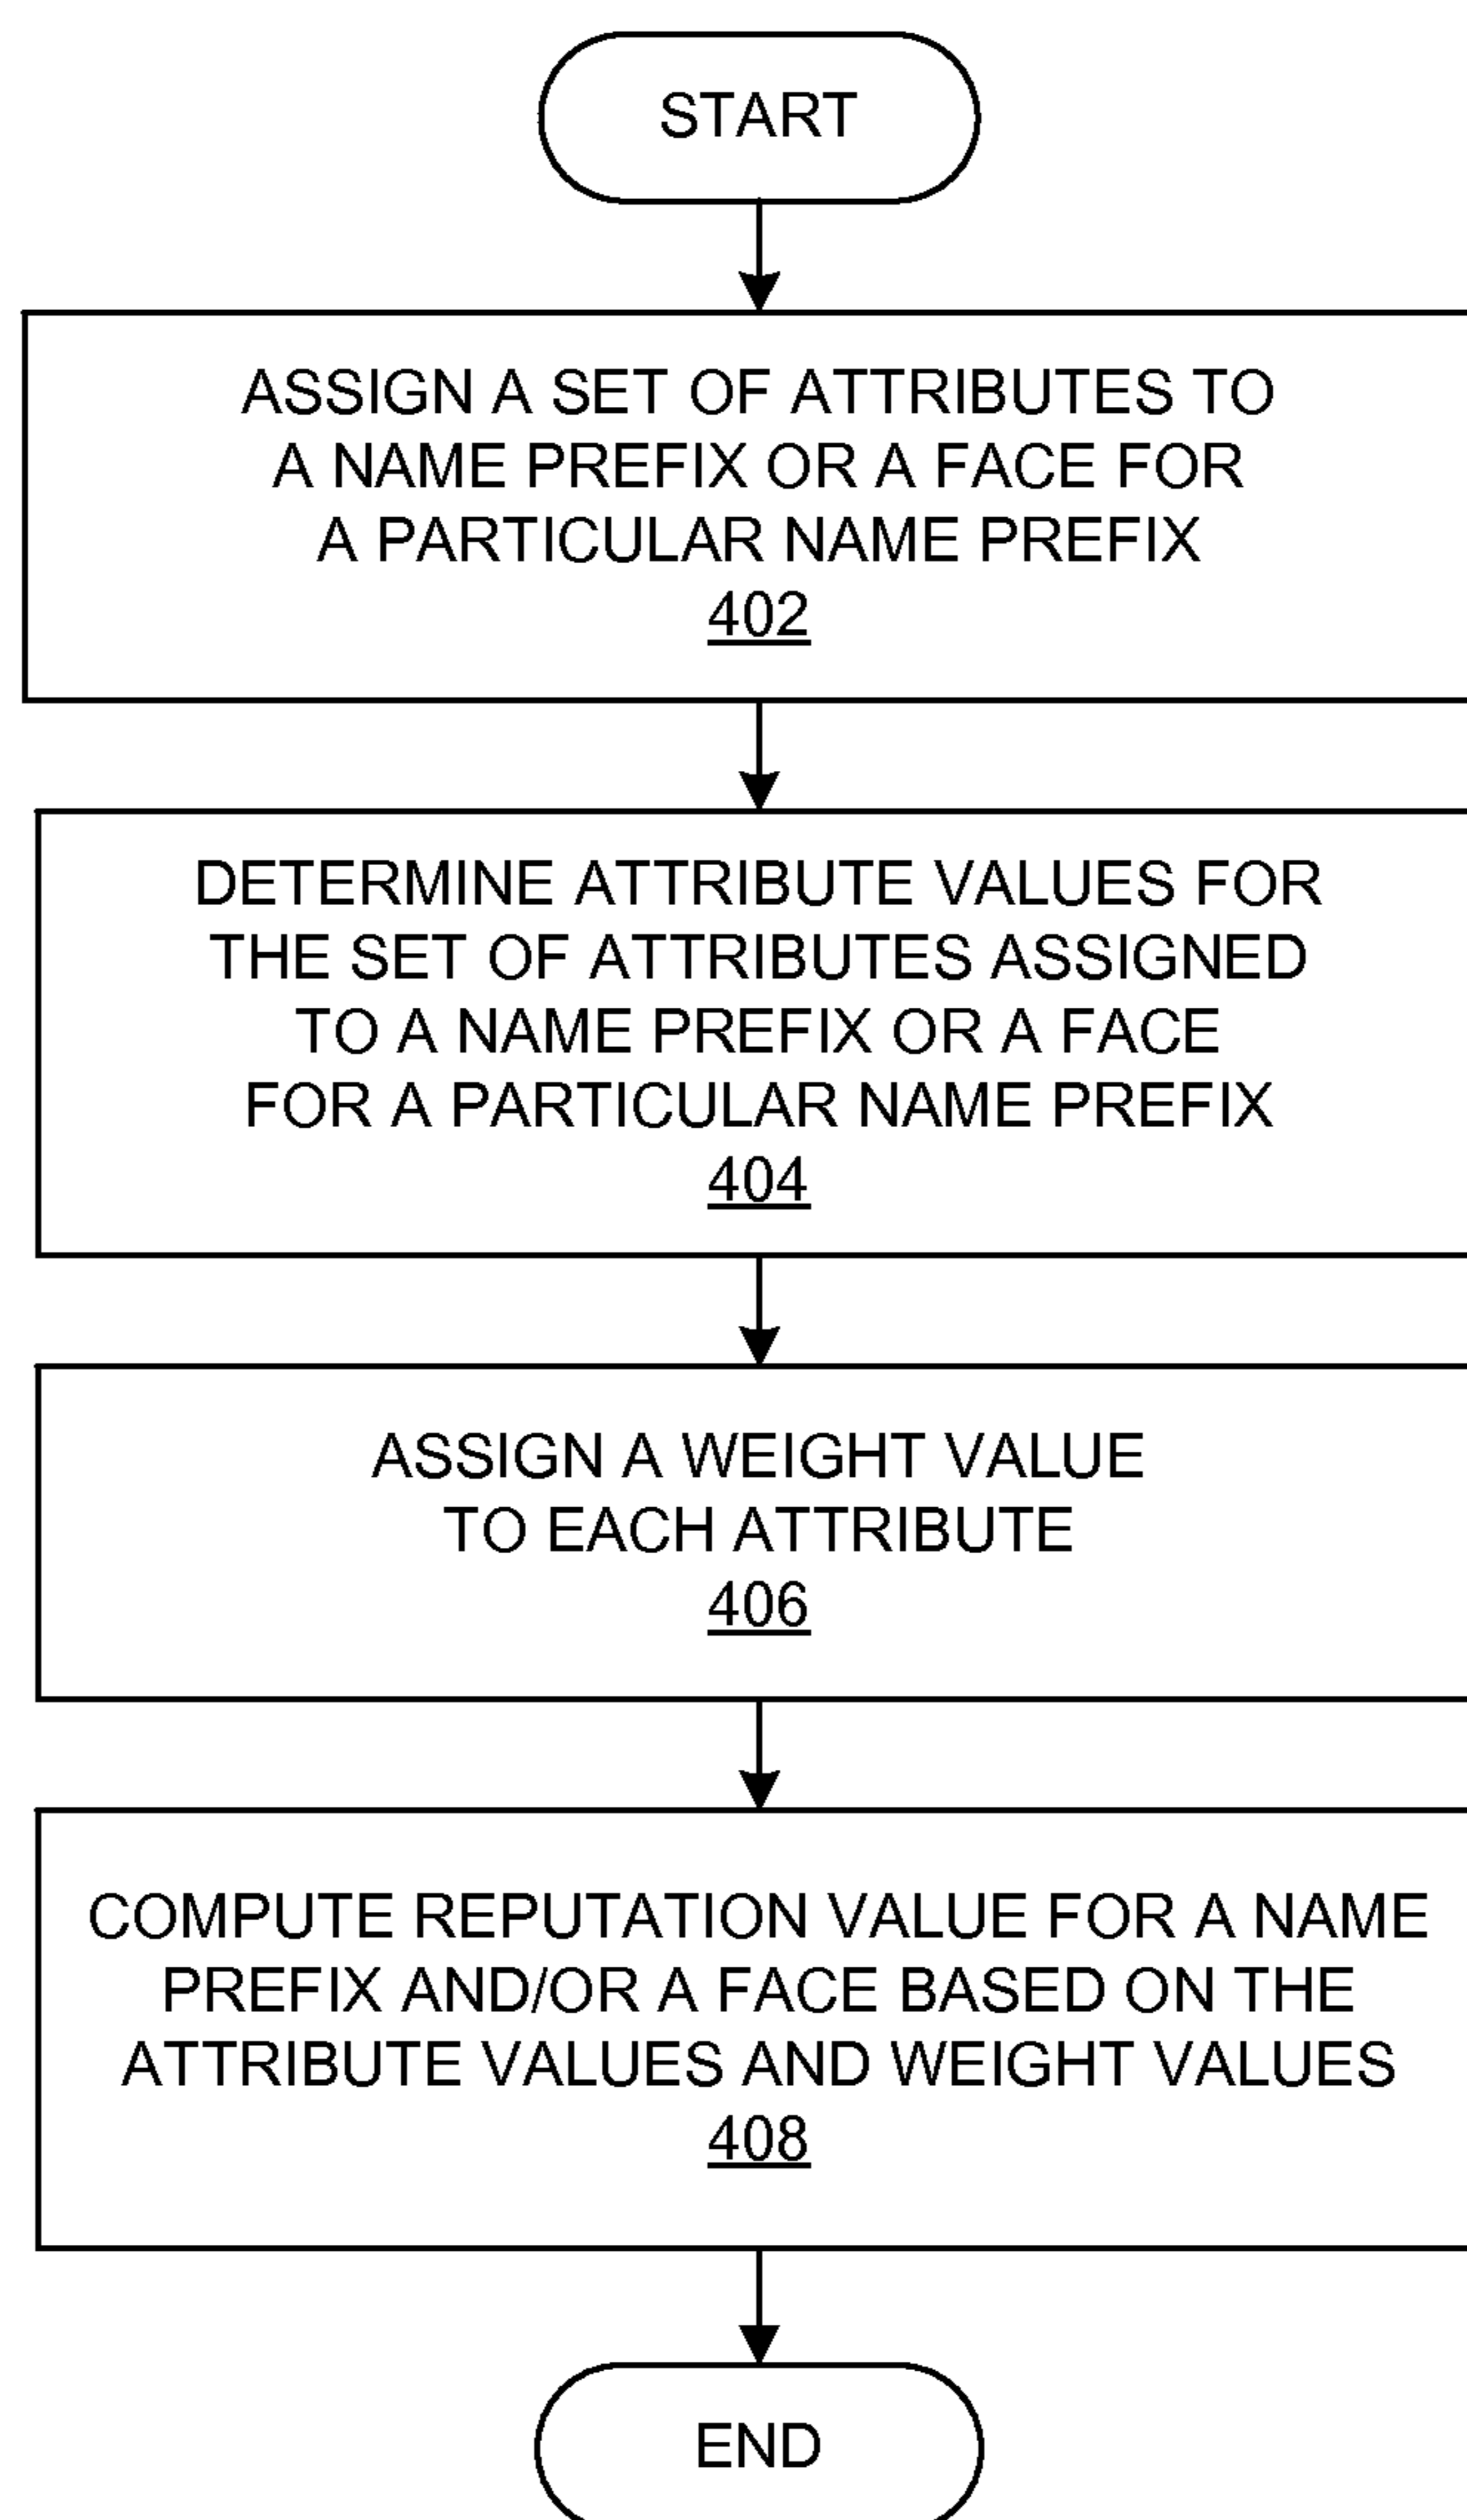 START
ASSIGN A SET OF ATTRIBUTES TO
A NAME PREFIX OR A FACE FOR
A PARTICULAR NAME PREFIX
402
DETERMINE ATTRIBUTE VALUES FOR
THE SET OF ATTRIBUTES ASSIGNED
TO A NAME PREFIX OR A FACE
FOR A PARTICULAR NAME PREFIX
404
ASSIGN A WEIGHT VALUE
TO EACH ATTRIBUTE
406
COMPUTE REPUTATION VALUE FOR A NAME
PREFIX AND/OR A FACE BASED ON THE
ATTRIBUTE VALUES AND WEIGHT VALUES
408
END